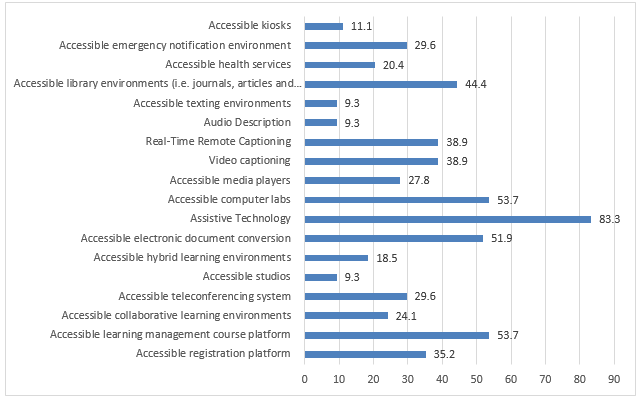 Accessible kiosks 11.1
Accessible emergency notification environment 29.6
Accessible health services 20.4
Accessible library environments (i.e. journals, articles and... 44.4
Accessible texting environments 9.3
Audio Description 9.3
Real-Time Remote Captioning 38.9
Video captioning 38.9
Accessible media players 27.8
Accessible computer labs 53.7
Assistive Technology 83.3
Accessible electronic document conversion 51.9
Accessible hybrid learning environments 18.5
Accessible studios 9.3
Accessible teleconferencing system 29.6
Accessible collaborative learning environments 24.1
Accessible learning management course platform 53.7
Accessible registration platform 35.2
0 10 20 30 40 50 60 70 80 90